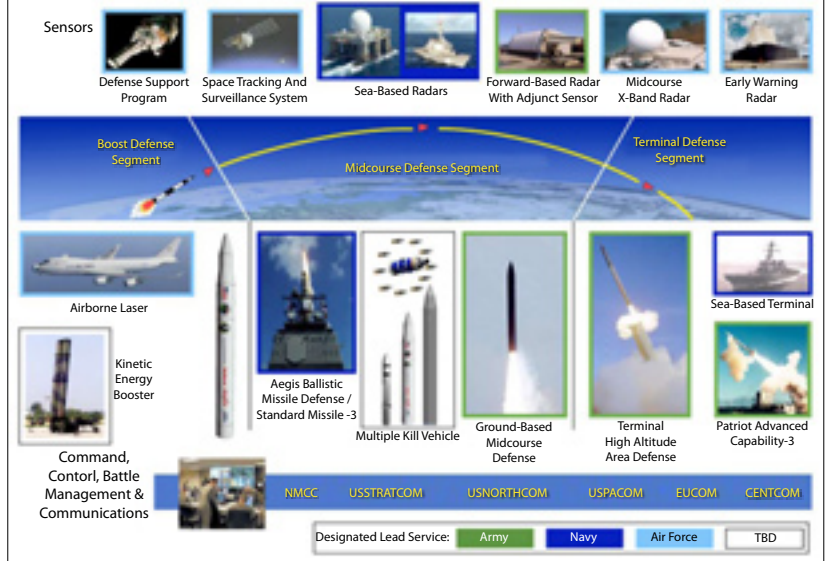 Sensors
Defense Support
Program
Space Tracking And
Surveillance System
Sea-Based Radars
Forward-Based Radar
With Adjunct Sensor
Midcourse
X-Band Radar
Early Warning
Radar
Boost Defense
Segment
Midcourse Defense Segment
Terminal Defense
Segment
Airborne Laser
Kinetic
Energy
Booster
Aegis Ballistic
Missile Defense /
Standard Missile -3
Multiple Kill Vehicle
Ground-Based
Midcourse
Defense
Terminal
High Altitude
Area Defense
Sea-Based Terminal
Patriot Advanced
Capability-3
Command,
Contorl, Battle
Management &
Communications
NMCC USSTRATCOM USNORTHCOM USPACOM EUCOM CENTCOM
Designated Lead Service: Army Navy Air Force TBD